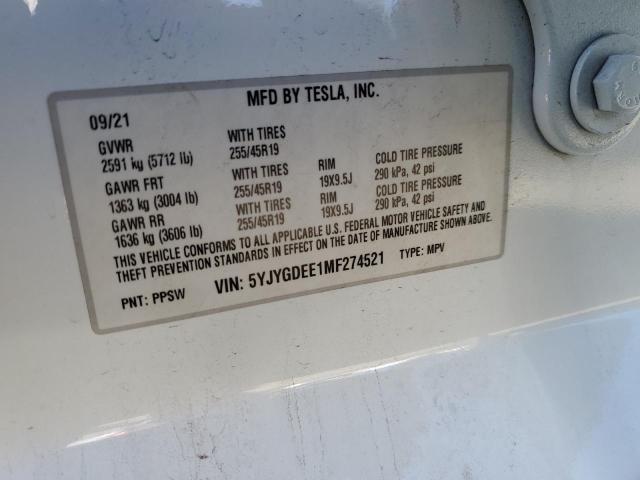 MFD BY TESLA, INC.
09/21
GVWR WITH TIRES
2591 kg (5712 lb) 255/45R19
GAWR FRT WITH TIRES RIM COLD TIRE PRESSURE
1363 kg (3004 lb) 255/45R19 19X9.5J 290 kPa, 42 psi
GAWR RR WITH TIRES RIM COLD TIRE PRESSURE
1636 kg (3606 lb) 255/45R19 19X9.5J 290 kPa, 42 psi
THIS VEHICLE CONFORMS TO ALL APPLICABLE U.S. FEDERAL MOTOR VEHICLE SAFETY AND
THEFT PREVENTION STANDARDS IN EFFECT ON THE DATE OF MANUFACTURE SHOWN ABOVE.
PNT: PPSW VIN: 5YJYGDEE1MF274521 TYPE: MPV